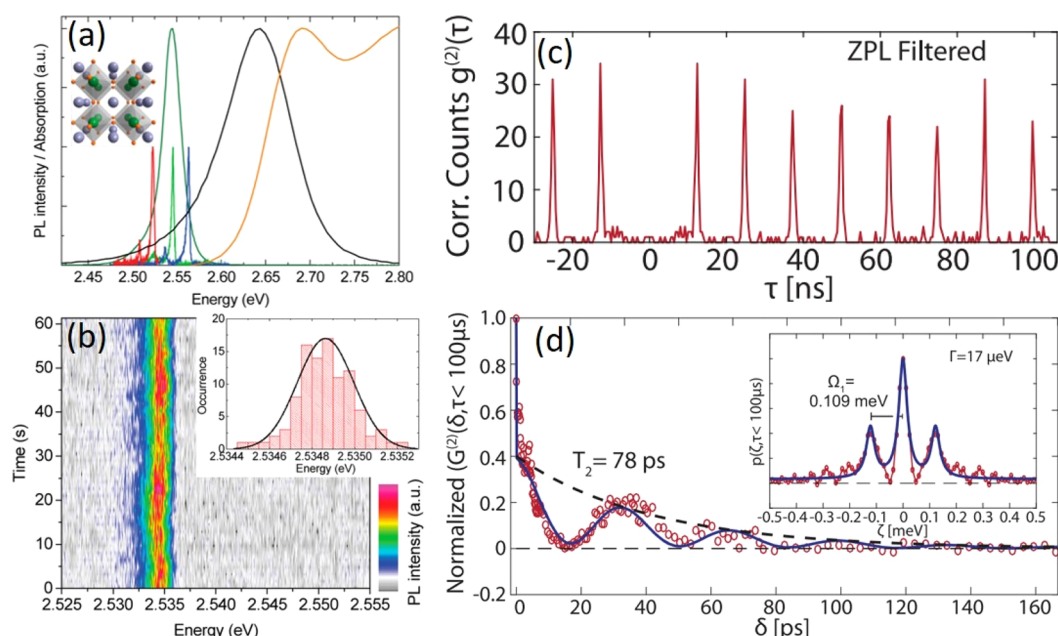 (a)
PL intensity / Absorption (a.u.)
2.45 2.50 2.55 2.60 2.65 2.70 2.75 2.80
Energy (eV)
(b)
Time (s)
60
50
40
30
20
10
0
2.525 2.530 2.535 2.540 2.545 2.550 2.555
Energy (eV)
Occurrence
20
15
10
5
0
2.5344 2.5348 2.5350 2.5352
Energy (eV)
PL intensity (a.u.)
(c)
ZPL Filtered
Corr. Counts g(2)(τ)
40
30
20
10
0
-20 0 20 40 60 80 100
τ [ns]
(d)
Normalized (G(2)(δ,τ< 100μs)
1.0
0.8
0.6
0.4
0.2
0
-0.2
T2= 78 ps
0 20 40 60 80 100 120 140 160
δ [ps]
p(ζ,τ< 100μs)
Γ=17 μeV
Ω1=
0.109 meV
-0.5 -0.4 -0.3 -0.2 -0.1 0 0.1 0.2 0.3 0.4 0.5
ζ [meV]